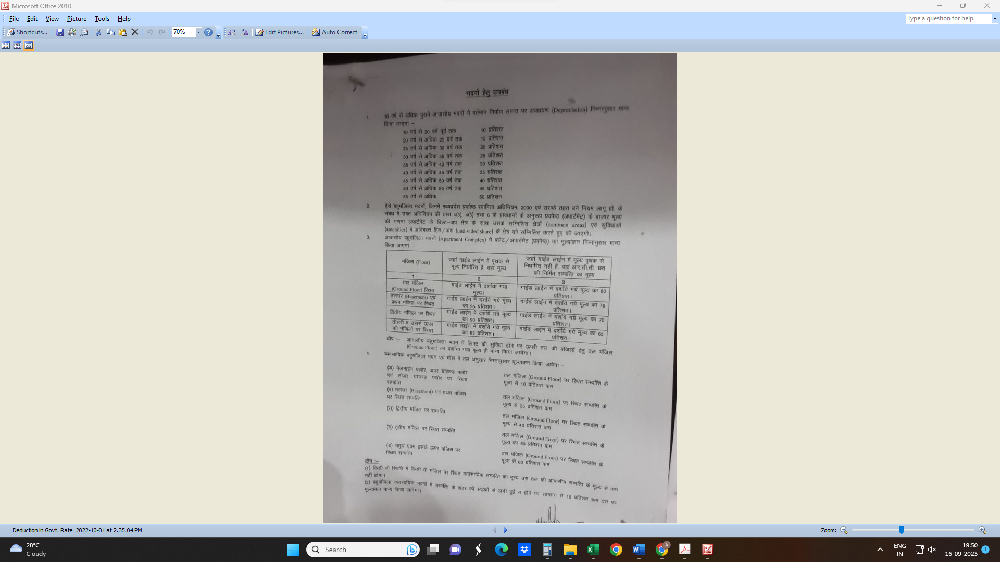 Microsoft Office 2010
File Edit View Picture Tools Help
Type a question for help
Shortcuts... 70% Edit Pictures... Auto Correct
भवनों हेतु उपबंध
1. 10 वर्ष से अधिक पुराने आवासीय भवनों में वर्तमान निर्माण लागत पर अवक्षयण (Depreciation) निम्नानुसार मान्य
किया जाएगा –
10 वर्ष से 20 वर्ष पूर्व तक 10 प्रतिशत
20 वर्ष से अधिक 25 वर्ष तक 15 प्रतिशत
25 वर्ष से अधिक 30 वर्ष तक 20 प्रतिशत
30 वर्ष से अधिक 35 वर्ष तक 25 प्रतिशत
35 वर्ष से अधिक 40 वर्ष तक 30 प्रतिशत
40 वर्ष से अधिक 45 वर्ष तक 35 प्रतिशत
45 वर्ष से अधिक 50 वर्ष तक 40 प्रतिशत
50 वर्ष से अधिक 55 वर्ष तक 45 प्रतिशत
55 वर्ष से अधिक 50 प्रतिशत
2. ऐसे बहुमंजिला भवनों, जिनमें मध्यप्रदेश प्रकोष्ठ स्वामित्व अधिनियम, 2000 एवं उसके तहत बने नियम लागू हों, के
संबंध में उक्त अधिनियम की धारा 4(3), 4(5) तथा 6 के प्रावधानों के अनुरूप प्रकोष्ठ (अपार्टमेंट) के बाजार मूल्य
की गणना अपार्टमेंट के बिल्ट-अप क्षेत्र के साथ उसके सम्मिलित क्षेत्रों (common areas) एवं सुविधाओं
(amenities) में अविभक्त हित/अंश (undivided share) के क्षेत्र को सम्मिलित करते हुए की जाएगी।
3. आवासीय बहुमंजिला भवनों (Apartment Complex) में फ्लेट/अपार्टमेंट (प्रकोष्ठ) का मूल्यांकन निम्नानुसार मान्य
किया जाएगा –
मंजिल (Floor) जहां गाईड लाईन में पृथक से जहां गाईड लाईन में मूल्य पृथक से
मूल्य निर्धारित हैं, वहां मूल्य निर्धारित नहीं हैं, वहां आर.सी.सी. छत
की निर्मित सम्पत्ति का मूल्य
1 2 3
तल मंजिल गाईड लाईन में दर्शाया गया गाईड लाईन में दर्शाये गये मूल्य का 80
(Ground Floor) स्थित मूल्य। प्रतिशत।
तलघर (Basement) एवं गाईड लाईन में दर्शाये गये मूल्य गाईड लाईन में दर्शाये गये मूल्य का 75
प्रथम मंजिल पर स्थित का 95 प्रतिशत। प्रतिशत।
द्वितीय मंजिल पर स्थित गाईड लाईन में दर्शाये गये मूल्य गाईड लाईन में दर्शाये गये मूल्य का 70
का 90 प्रतिशत। प्रतिशत।
तीसरी व उससे ऊपर गाईड लाईन में दर्शाये गये मूल्य गाईड लाईन में दर्शाये गये मूल्य का 65
की मंजिलों पर स्थित का 85 प्रतिशत। प्रतिशत।
टीप :- आवासीय बहुमंजिला भवन में लिफ्ट की सुविधा होने पर ऊपरी तल की मंजिलों हेतु तल मंजिल
(Ground Floor) का दर्शाया गया मूल्य ही मान्य किया जायेगा।
4. व्यवसायिक बहुमंजिला भवन एवं मॉल में तल अनुसार निम्नानुसार मूल्यांकन किया जावेगा –
(अ) मेजनाईन फ्लोर, अपर ग्राउण्ड फ्लोर
एवं लोअर ग्राउण्ड फ्लोर पर स्थित
सम्पत्ति
तल मंजिल (Ground Floor) पर स्थित सम्पत्ति के
मूल्य से 10 प्रतिशत कम
(ब) तलघर (Basement) एवं प्रथम मंजिल
पर स्थित सम्पत्ति
तल मंजिल (Ground Floor) पर स्थित सम्पत्ति के
मूल्य से 25 प्रतिशत कम
(स) द्वितीय मंजिल पर सम्पत्ति
तल मंजिल (Ground Floor) पर स्थित सम्पत्ति के
मूल्य से 40 प्रतिशत कम
(द) तृतीय मंजिल पर स्थित सम्पत्ति
तल मंजिल (Ground Floor) पर स्थित सम्पत्ति के
मूल्य का 50 प्रतिशत कम
(ड) चतुर्थ एवम् इसके ऊपर मंजिल पर
स्थित सम्पत्ति
तल मंजिल (Ground Floor) पर स्थित सम्पत्ति के
मूल्य से 60 प्रतिशत कम
टीप :-
(1) किसी भी स्थिति में किसी भी मंजिल पर स्थित व्यवसायिक सम्पत्ति का मूल्य उस तल की आवासीय सम्पत्ति के मूल्य से कम
नहीं होगा।
(2) बहुमंजिला व्यवसायिक भवनों में सम्पत्ति के शहर की सड़कों से लगी हुई न होने पर सामान्य से 15 प्रतिशत कम दरों पर
मूल्यांकन मान्य किया जावेगा।
Deduction in Govt. Rate 2022-10-01 at 2.35.04 PM
Zoom:
28°C
Cloudy
Search
ENG
IN
19:50
16-09-2023
1